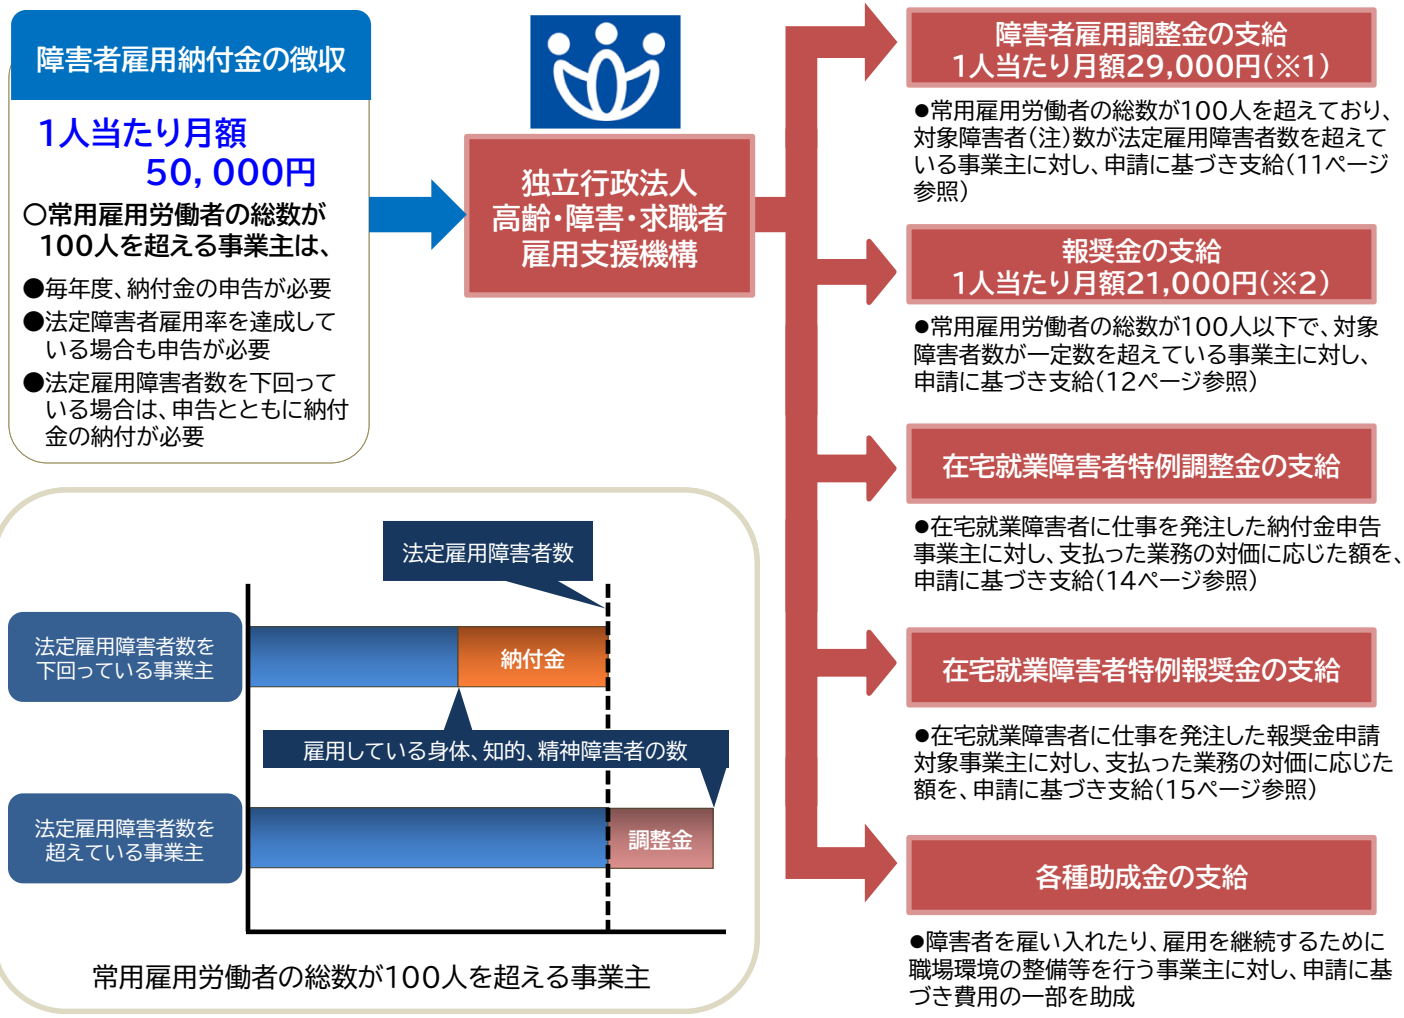 障害者雇用納付金の徴収
1人当たり月額
50,000円
○常用雇用労働者の総数が
100人を超える事業主は、
●毎年度、納付金の申告が必要
●法定障害者雇用率を達成して
いる場合も申告が必要
●法定雇用障害者数を下回って
いる場合は、申告とともに納付
金の納付が必要
独立行政法人
高齢・障害・求職者
雇用支援機構
障害者雇用調整金の支給
1人当たり月額29,000円(※1)
●常用雇用労働者の総数が100人を超えており、
対象障害者(注)数が法定雇用障害者数を超えて
いる事業主に対し、申請に基づき支給(11ページ
参照)
報奨金の支給
1人当たり月額21,000円(※2)
●常用雇用労働者の総数が100人以下で、対象
障害者数が一定数を超えている事業主に対し、
申請に基づき支給(12ページ参照)
在宅就業障害者特例調整金の支給
●在宅就業障害者に仕事を発注した納付金申告
事業主に対し、支払った業務の対価に応じた額を、
申請に基づき支給(14ページ参照)
在宅就業障害者特例報奨金の支給
●在宅就業障害者に仕事を発注した報奨金申請
対象事業主に対し、支払った業務の対価に応じた
額を、申請に基づき支給(15ページ参照)
各種助成金の支給
●障害者を雇い入れたり、雇用を継続するために
職場環境の整備等を行う事業主に対し、申請に基
づき費用の一部を助成
法定雇用障害者数
法定雇用障害者数を
下回っている事業主
納付金
雇用している身体、知的、精神障害者の数
法定雇用障害者数を
超えている事業主
調整金
常用雇用労働者の総数が100人を超える事業主